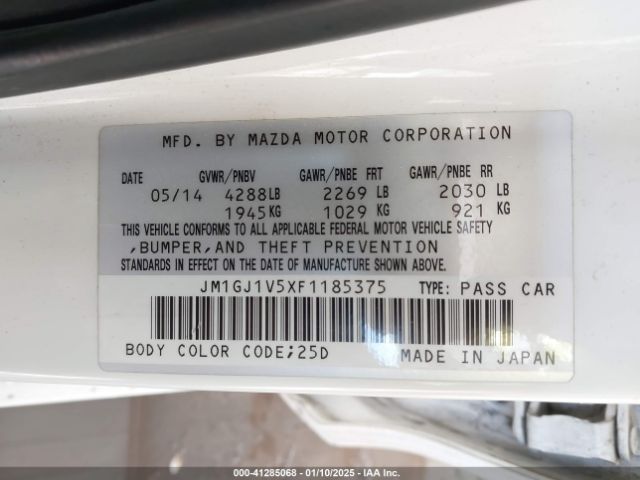 MFD. BY MAZDA MOTOR CORPORATION
DATE GVWR/PNBV GAWR/PNBE FRT GAWR/PNBE RR
05/14 4288LB 2269 LB 2030 LB
1945KG 1029 KG 921 KG
THIS VEHICLE CONFORMS TO ALL APPLICABLE FEDERAL MOTOR VEHICLE SAFETY
,BUMPER,AND THEFT PREVENTION
STANDARDS IN EFFECT ON THE DATE OF MANUFACTURE SHOWN ABOVE.
JM1GJ1V5XF1185375 TYPE: PASS CAR
BODY COLOR CODE;25D MADE IN JAPAN
000-41285068 - 01/10/2025 - IAA Inc.